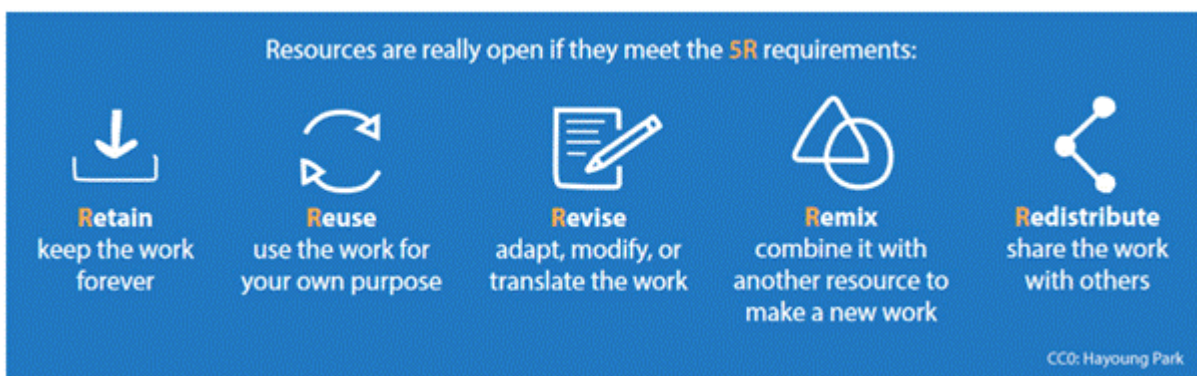 Resources are really open if they meet the 5R requirements:
Retain
keep the work
forever
Reuse
use the work for
your own purpose
Revise
adapt, modify, or
translate the work
Remix
combine it with
another resource to
make a new work
Redistribute
share the work
with others
CC0: Hayoung Park